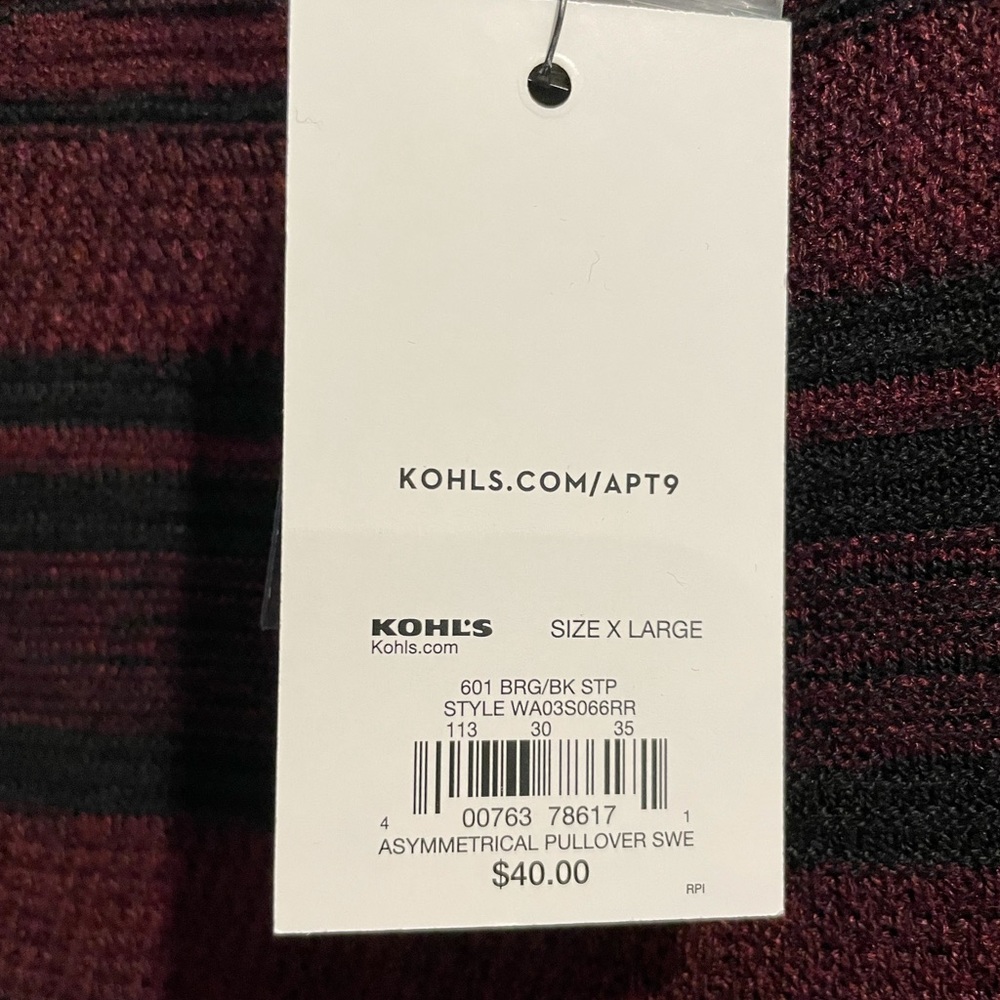 KOHLS.COM/APT9
KOHL'S SIZE X LARGE
Kohls.com
601 BRG/BK STP
STYLE WA03S066RR
113 30 35
4 00763 78617 1
ASYMMETRICAL PULLOVER SWE
$40.00
RPI